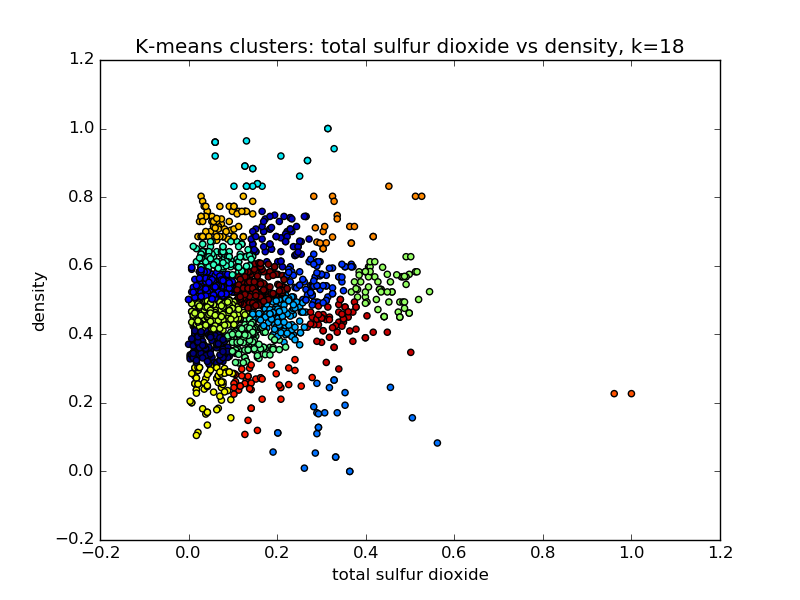 K-means clusters: total sulfur dioxide vs density, k=18
1.2
1.0
0.8
0.6
0.4
0.2
0.0
−0.2
density
−0.2 0.0 0.2 0.4 0.6 0.8 1.0 1.2
total sulfur dioxide